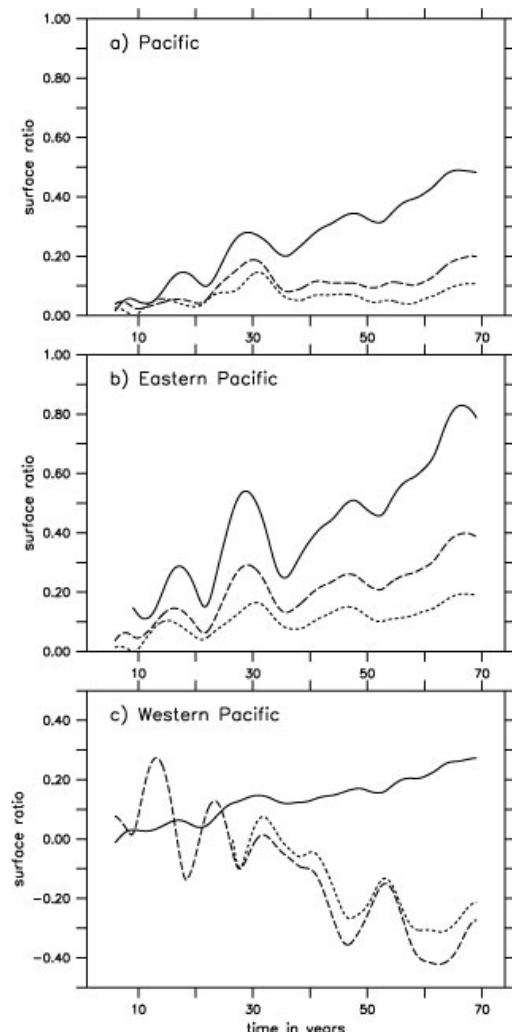 1.00
a) Pacific
0.80
0.60
0.40
0.20
0.00
surface ratio
10 30 50 70
1.00
b) Eastern Pacific
0.80
0.60
0.40
0.20
0.00
surface ratio
10 30 50 70
0.40
c) Western Pacific
0.20
0.00
-0.20
-0.40
surface ratio
10 30 50 70
time in years